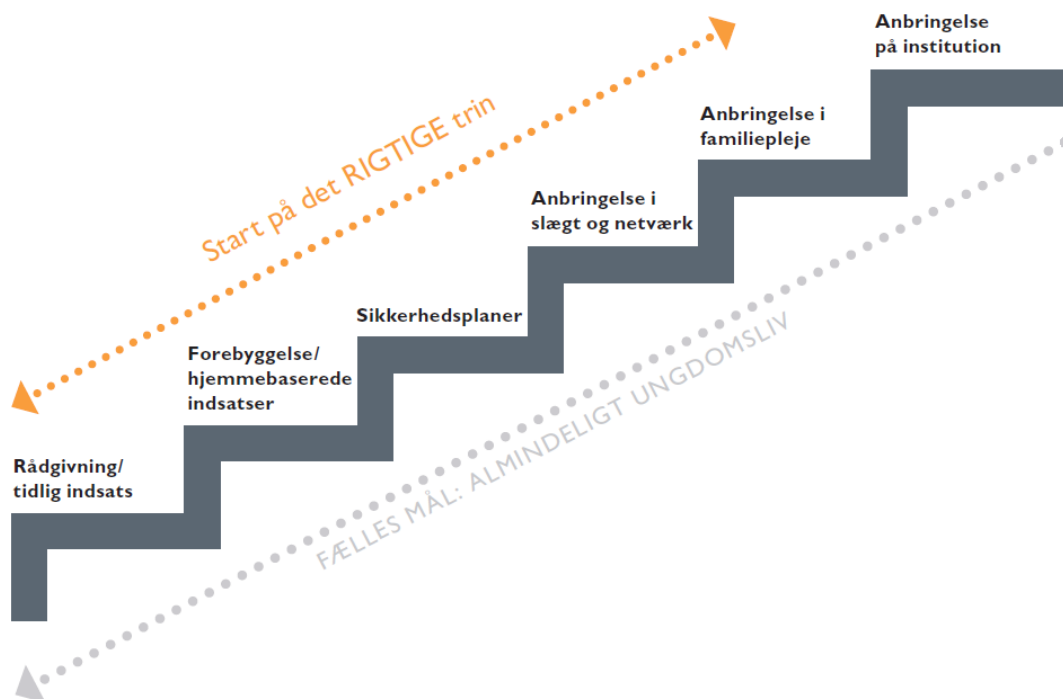 Anbringelse
på institution
Start på det RIGTIGE trin
Anbringelse i
familiepleje
Anbringelse i
slægt og netværk
Sikkerhedsplaner
Forebyggelse/
hjemmebaserede
indsatser
Rådgivning/
tidlig indsats
FÆLLES MÅL: ALMINDELIGT UNGDOMSLIV